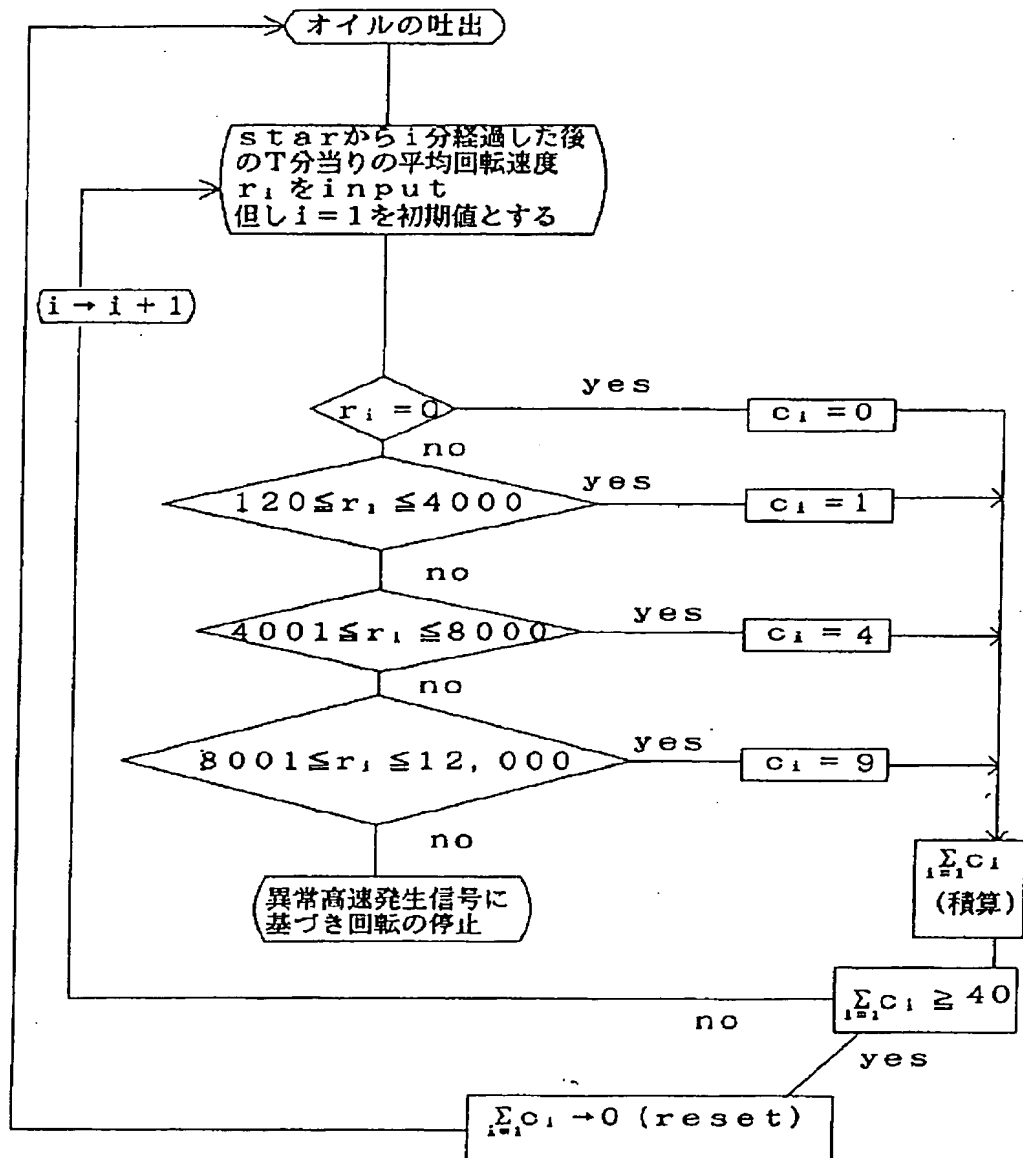 オイルの吐出
starからi分経過した後
のT分当りの平均回転速度
riをinput
但しi=1を初期値とする
i→i+1
ri=0
yes
ci=0
no
120≦ri≦4000
yes
ci=1
no
4001≦ri≦8000
yes
ci=4
no
8001≦ri≦12,000
yes
ci=9
no
異常高速発生信号に
基づき回転の停止
Σci
i=1
(積算)
Σci≧40
i=1
no
yes
Σci→0(reset)
i=1